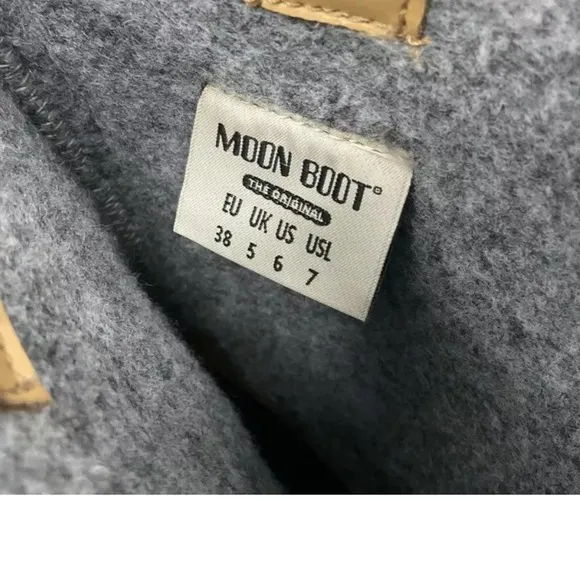 MOON BOOT®
THE ORIGINAL
EU UK US USL
38 5 6 7